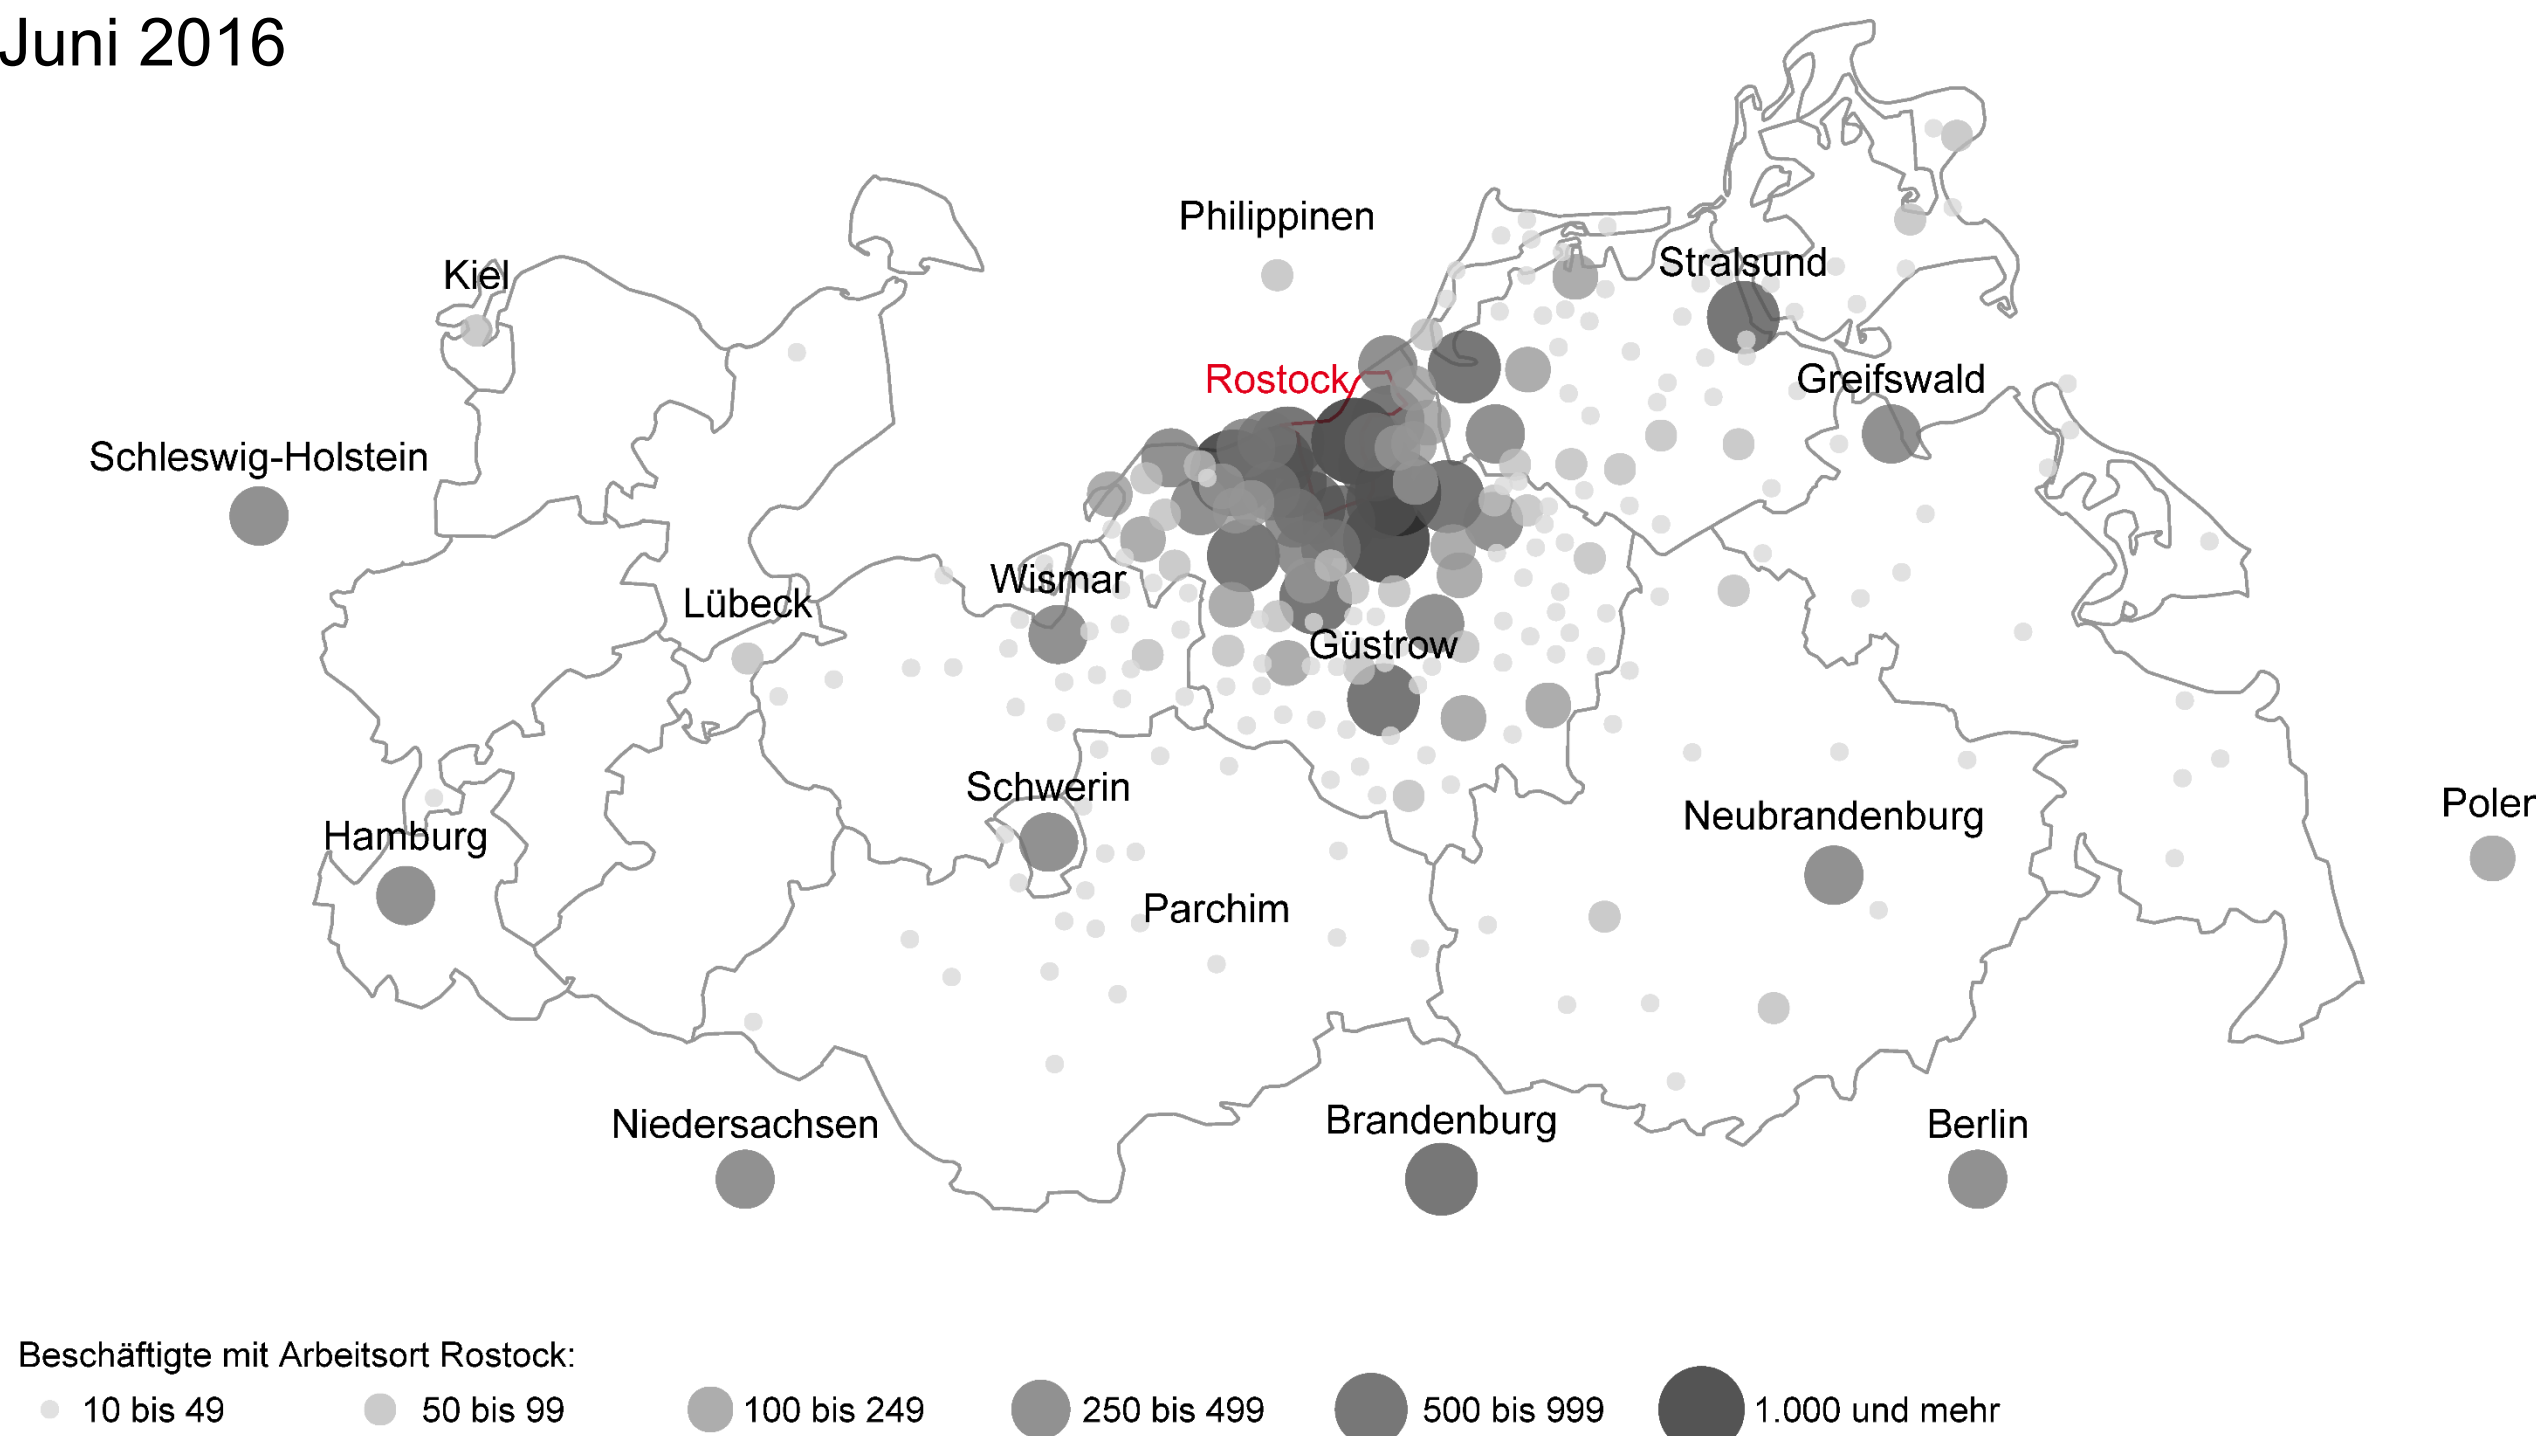 Juni 2016
Philippinen
Kiel
Stralsund
Rostock
Greifswald
Schleswig-Holstein
Wismar
Lübeck
Güstrow
Schwerin
Neubrandenburg
Polen
Hamburg
Parchim
Niedersachsen
Brandenburg
Berlin
Beschäftigte mit Arbeitsort Rostock:
10 bis 49
50 bis 99
100 bis 249
250 bis 499
500 bis 999
1.000 und mehr